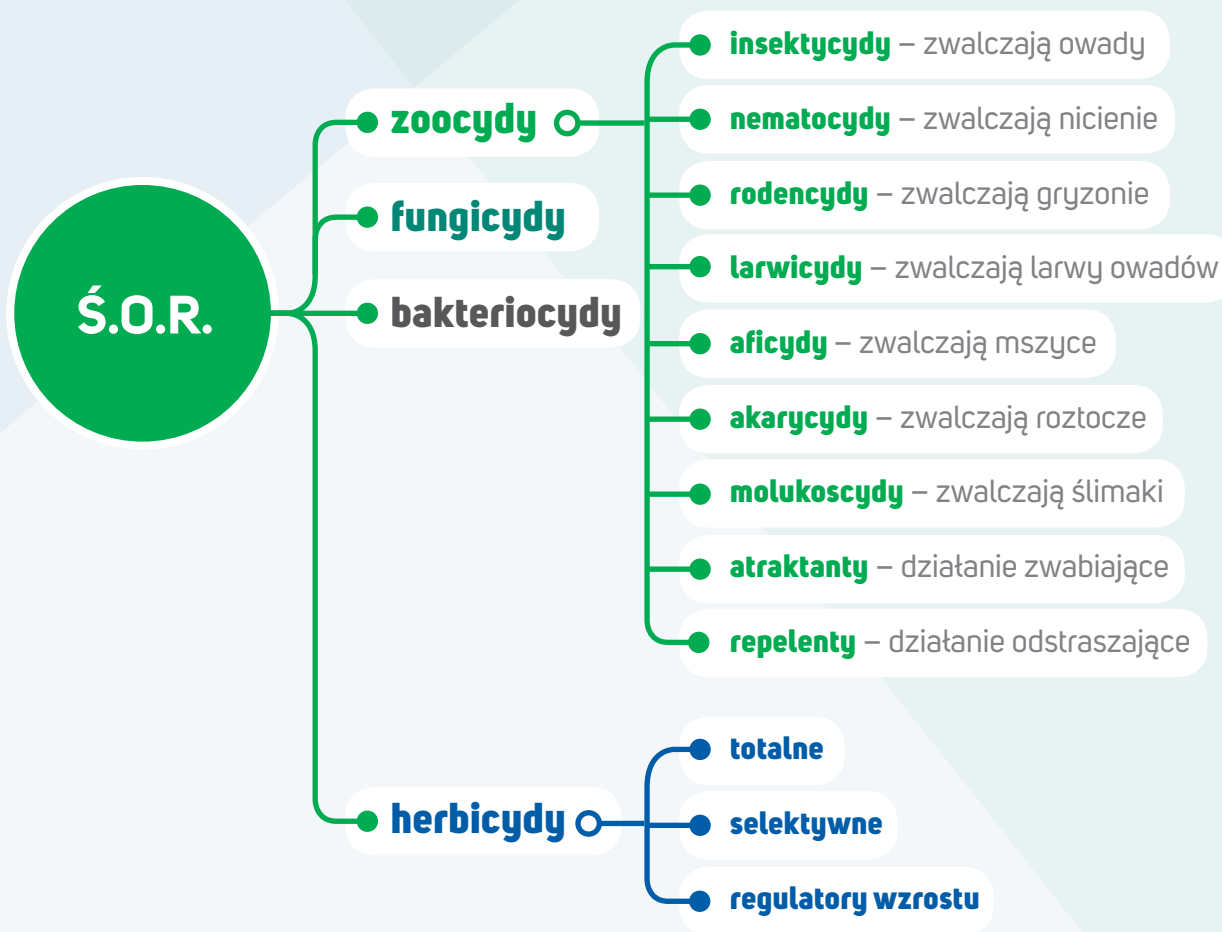 Ś.O.R.
zoocydy
insektycydy – zwalczają owady
nematocydy – zwalczają nicienie
rodencydy – zwalczają gryzonie
larwicydy – zwalczają larwy owadów
aficydy – zwalczają mszyce
akarycydy – zwalczają roztocze
molukoscydy – zwalczają ślimaki
atraktanty – działanie zwabiające
repelenty – działanie odstraszające
fungicydy
bakteriocydy
herbicydy
totalne
selektywne
regulatory wzrostu